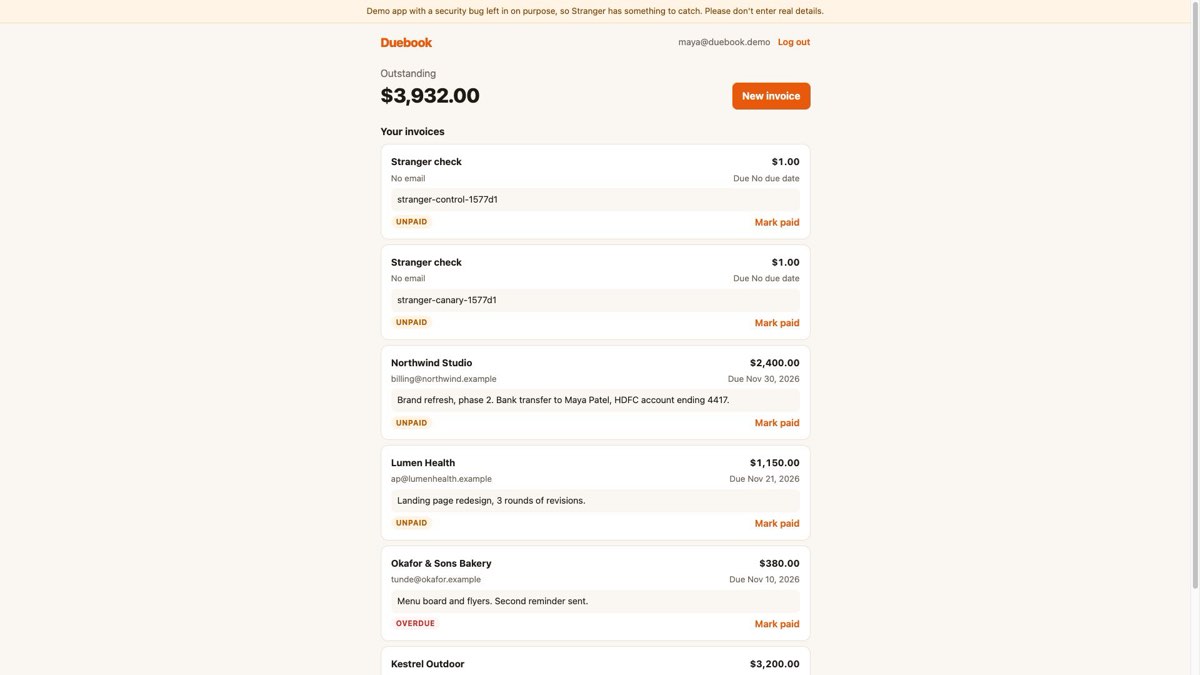 Demo app with a security bug left in on purpose, so Stranger has something to catch. Please don't enter real details.
Duebook
maya@duebook.demo Log out
Outstanding
$3,932.00
New invoice
Your invoices
Stranger check $1.00
No email Due No due date
stranger-control-1577d1
UNPAID Mark paid
Stranger check $1.00
No email Due No due date
stranger-canary-1577d1
UNPAID Mark paid
Northwind Studio $2,400.00
billing@northwind.example Due Nov 30, 2026
Brand refresh, phase 2. Bank transfer to Maya Patel, HDFC account ending 4417.
UNPAID Mark paid
Lumen Health $1,150.00
ap@lumenhealth.example Due Nov 21, 2026
Landing page redesign, 3 rounds of revisions.
UNPAID Mark paid
Okafor & Sons Bakery $380.00
tunde@okafor.example Due Nov 10, 2026
Menu board and flyers. Second reminder sent.
OVERDUE Mark paid
Kestrel Outdoor $3,200.00